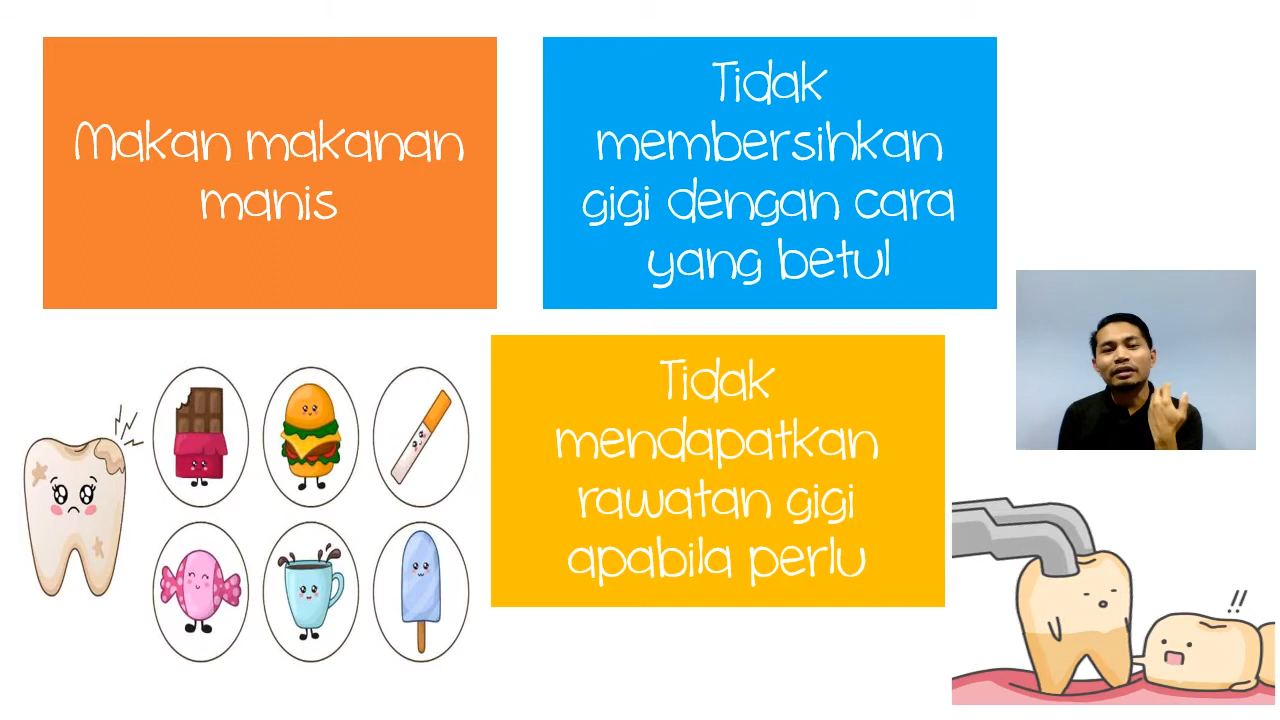 Makan makanan
manis
Tidak
membersihkan
gigi dengan cara
yang betul
Tidak
mendapatkan
rawatan gigi
apabila perlu
!!